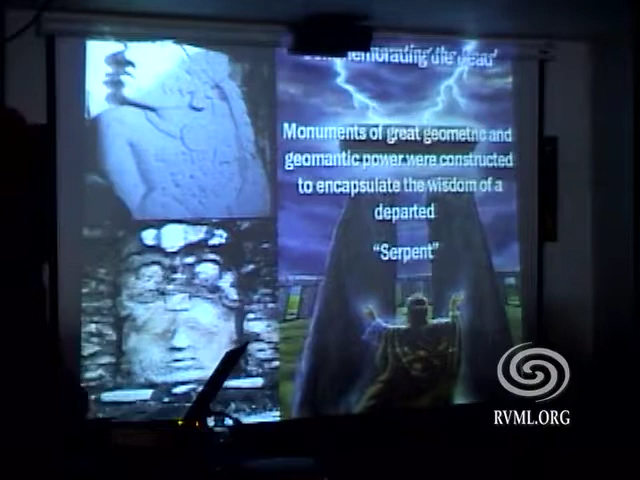 the dead'
Monuments of great geometric and
geomantic power were constructed
to encapsulate the wisdom of a
departed
"Serpent"
RVML.ORG